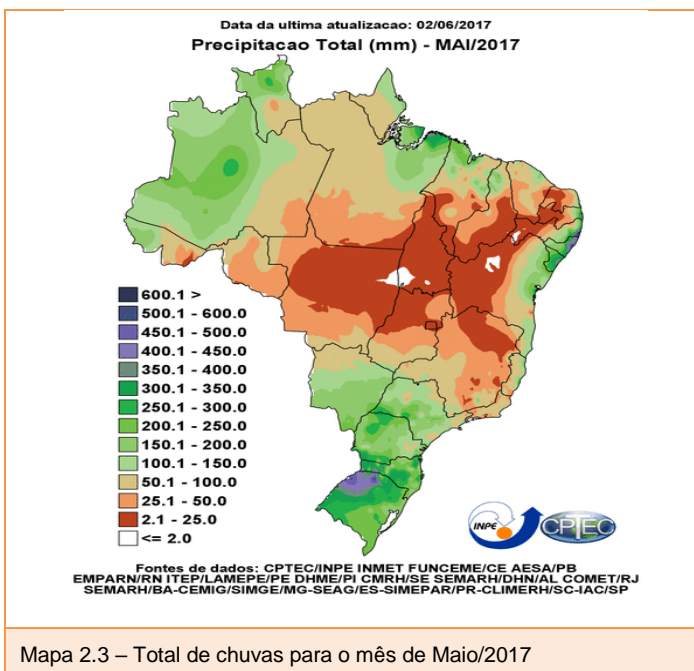 Data da ultima atualizacao: 02/06/2017
Precipitacao Total (mm) - MAI/2017
600.1 >
500.1 - 600.0
450.1 - 500.0
400.1 - 450.0
350.1 - 400.0
300.1 - 350.0
250.1 - 300.0
200.1 - 250.0
150.1 - 200.0
100.1 - 150.0
50.1 - 100.0
25.1 - 50.0
2.1 - 25.0
<= 2.0
INPE
CPTEC
Fontes de dados: CPTEC/INPE INMET FUNCEME/CE AESA/PB
EMPARN/RN ITEP/LAMEPE/PE DHME/PI CMRH/SE SEMARH/DHN/AL COMET/RJ
SEMARH/BA-CEMIG/SIMGE/MG-SEAG/ES-SIMEPAR/PR-CLIMERH/SC-IAC/SP
Mapa 2.3 – Total de chuvas para o mês de Maio/2017